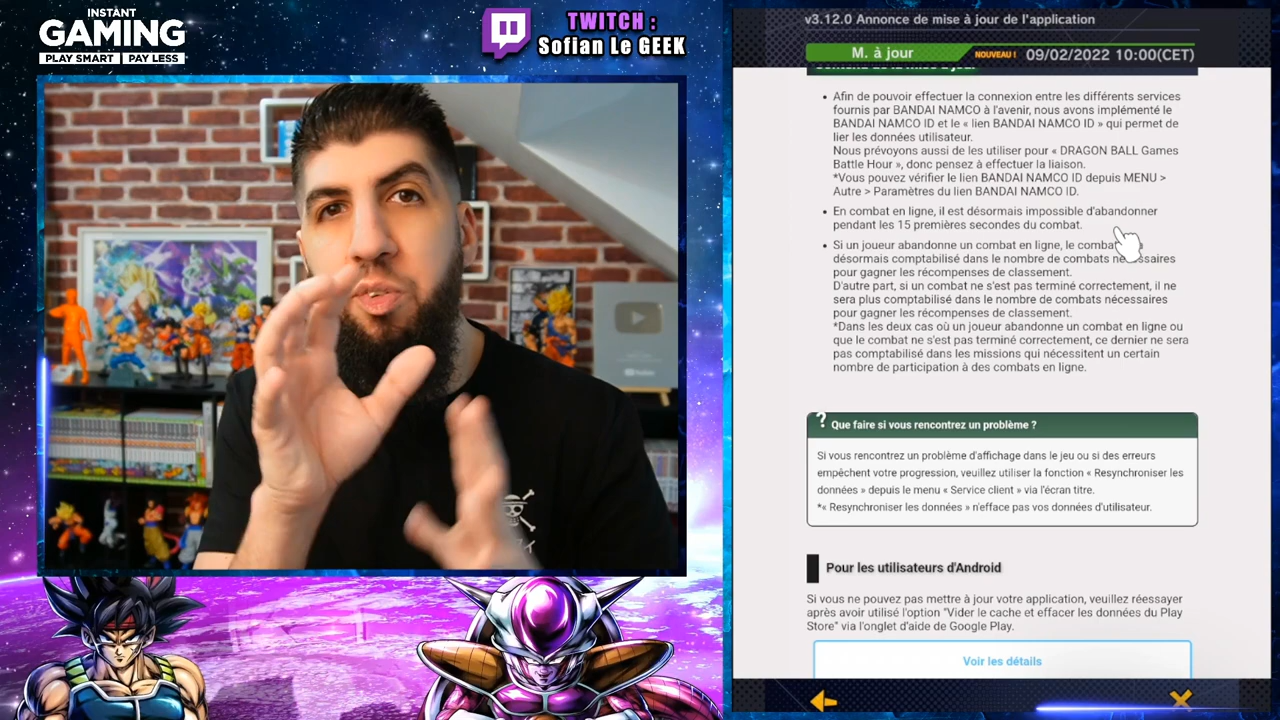 INSTANT
GAMING
PLAY SMART PAY LESS
TWITCH :
Sofian Le GEEK
v3.12.0 Annonce de mise à jour de l'application
M. à jour NOUVEAU ! 09/02/2022 10:00(CET)
• Afin de pouvoir effectuer la connexion entre les différents services
fournis par BANDAI NAMCO à l'avenir, nous avons implémenté le
BANDAI NAMCO ID et le « lien BANDAI NAMCO ID » qui permet de
lier les données utilisateur.
Nous prévoyons aussi de les utiliser pour « DRAGON BALL Games
Battle Hour », donc pensez à effectuer la liaison.
*Vous pouvez vérifier le lien BANDAI NAMCO ID depuis MENU >
Autre > Paramètres du lien BANDAI NAMCO ID.
• En combat en ligne, il est désormais impossible d'abandonner
pendant les 15 premières secondes du combat.
• Si un joueur abandonne un combat en ligne, le combat
désormais comptabilisé dans le nombre de combats nécessaires
pour gagner les récompenses de classement.
D'autre part, si un combat ne s'est pas terminé correctement, il ne
sera plus comptabilisé dans le nombre de combats nécessaires
pour gagner les récompenses de classement.
*Dans les deux cas où un joueur abandonne un combat en ligne ou
que le combat ne s'est pas terminé correctement, ce dernier ne sera
pas comptabilisé dans les missions qui nécessitent un certain
nombre de participation à des combats en ligne.
? Que faire si vous rencontrez un problème ?
Si vous rencontrez un problème d'affichage dans le jeu ou si des erreurs
empêchent votre progression, veuillez utiliser la fonction « Resynchroniser les
données » depuis le menu « Service client » via l'écran titre.
*« Resynchroniser les données » n'efface pas vos données d'utilisateur.
Pour les utilisateurs d'Android
Si vous ne pouvez pas mettre à jour votre application, veuillez réessayer
après avoir utilisé l'option "Vider le cache et effacer les données du Play
Store" via l'onglet d'aide de Google Play.
Voir les détails